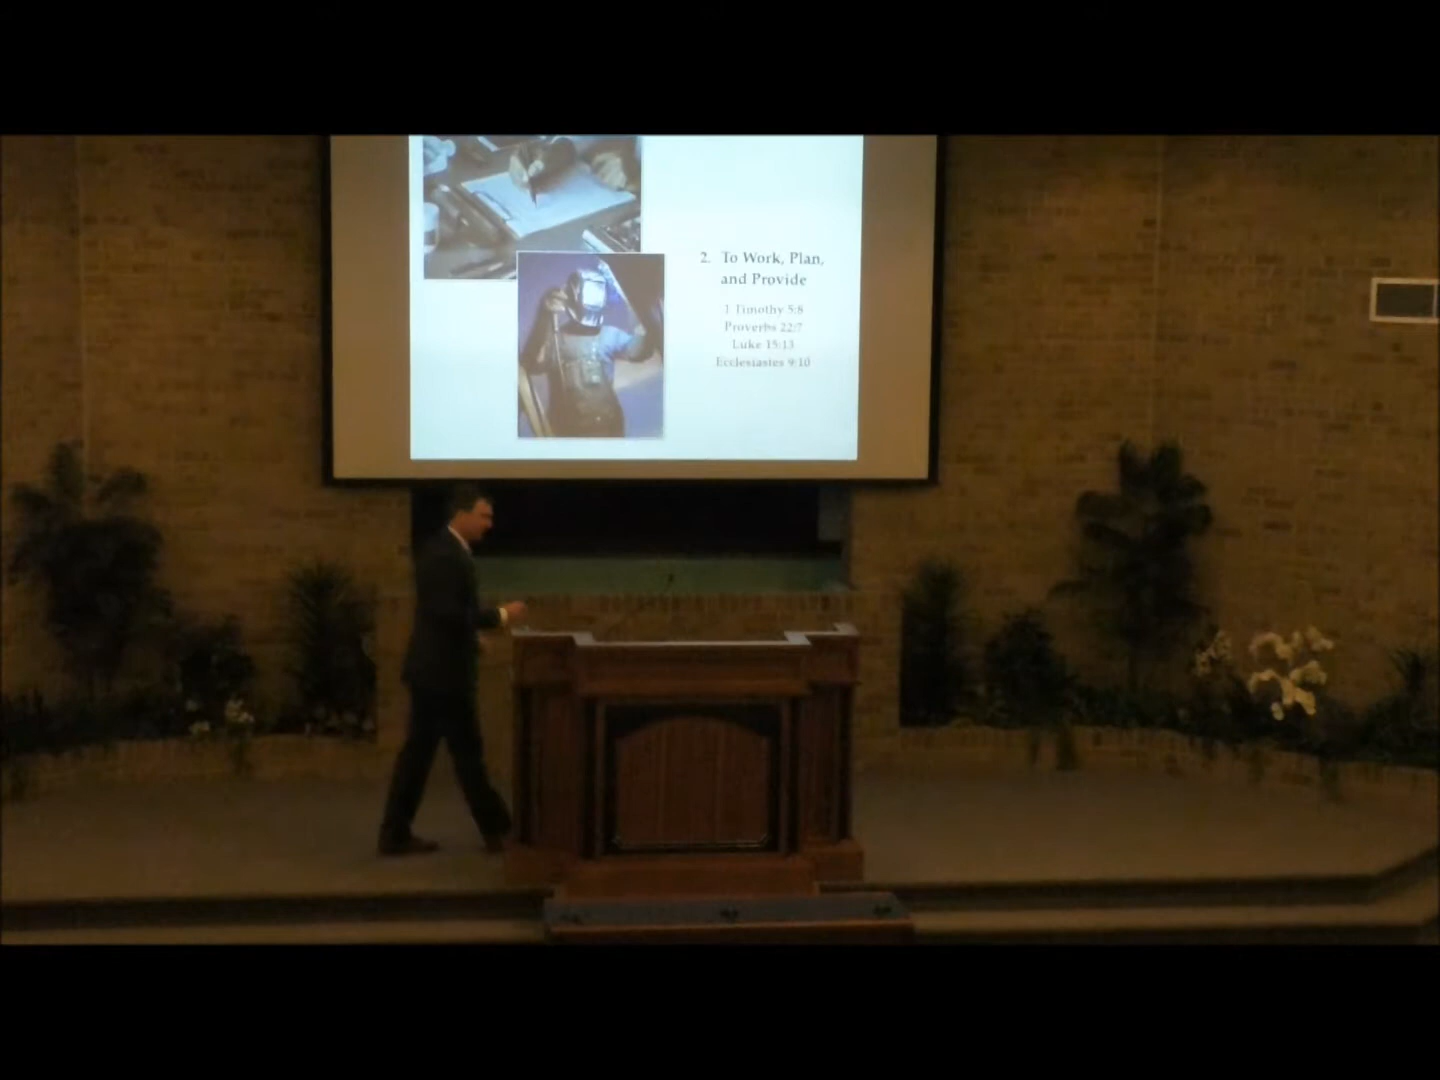 2. To Work, Plan,
and Provide
1 Timothy 5:8
Proverbs 22:7
Luke 15:13
Ecclesiastes 9:10